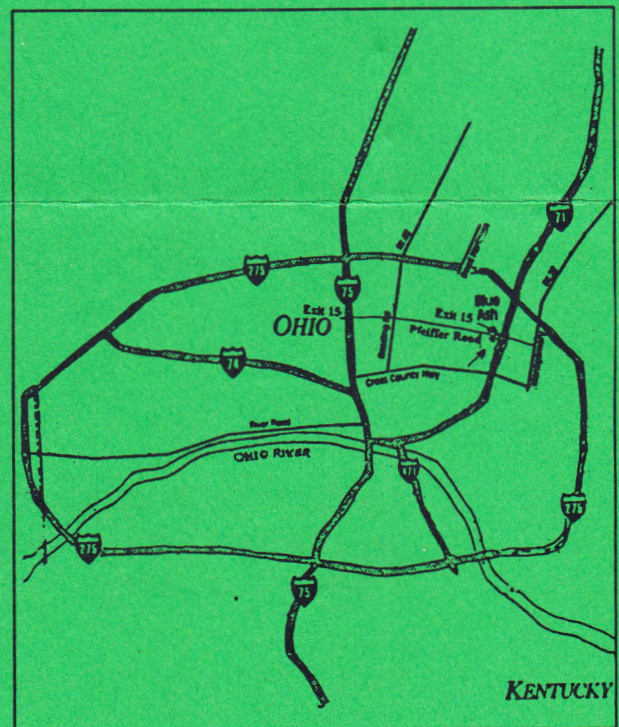 71
275
75
Exit 15
Blue
Ash
Exit 15
OHIO
Pfeiffer Road
74
Cross County Hwy
River Road
OHIO RIVER
471
275
275
75
KENTUCKY